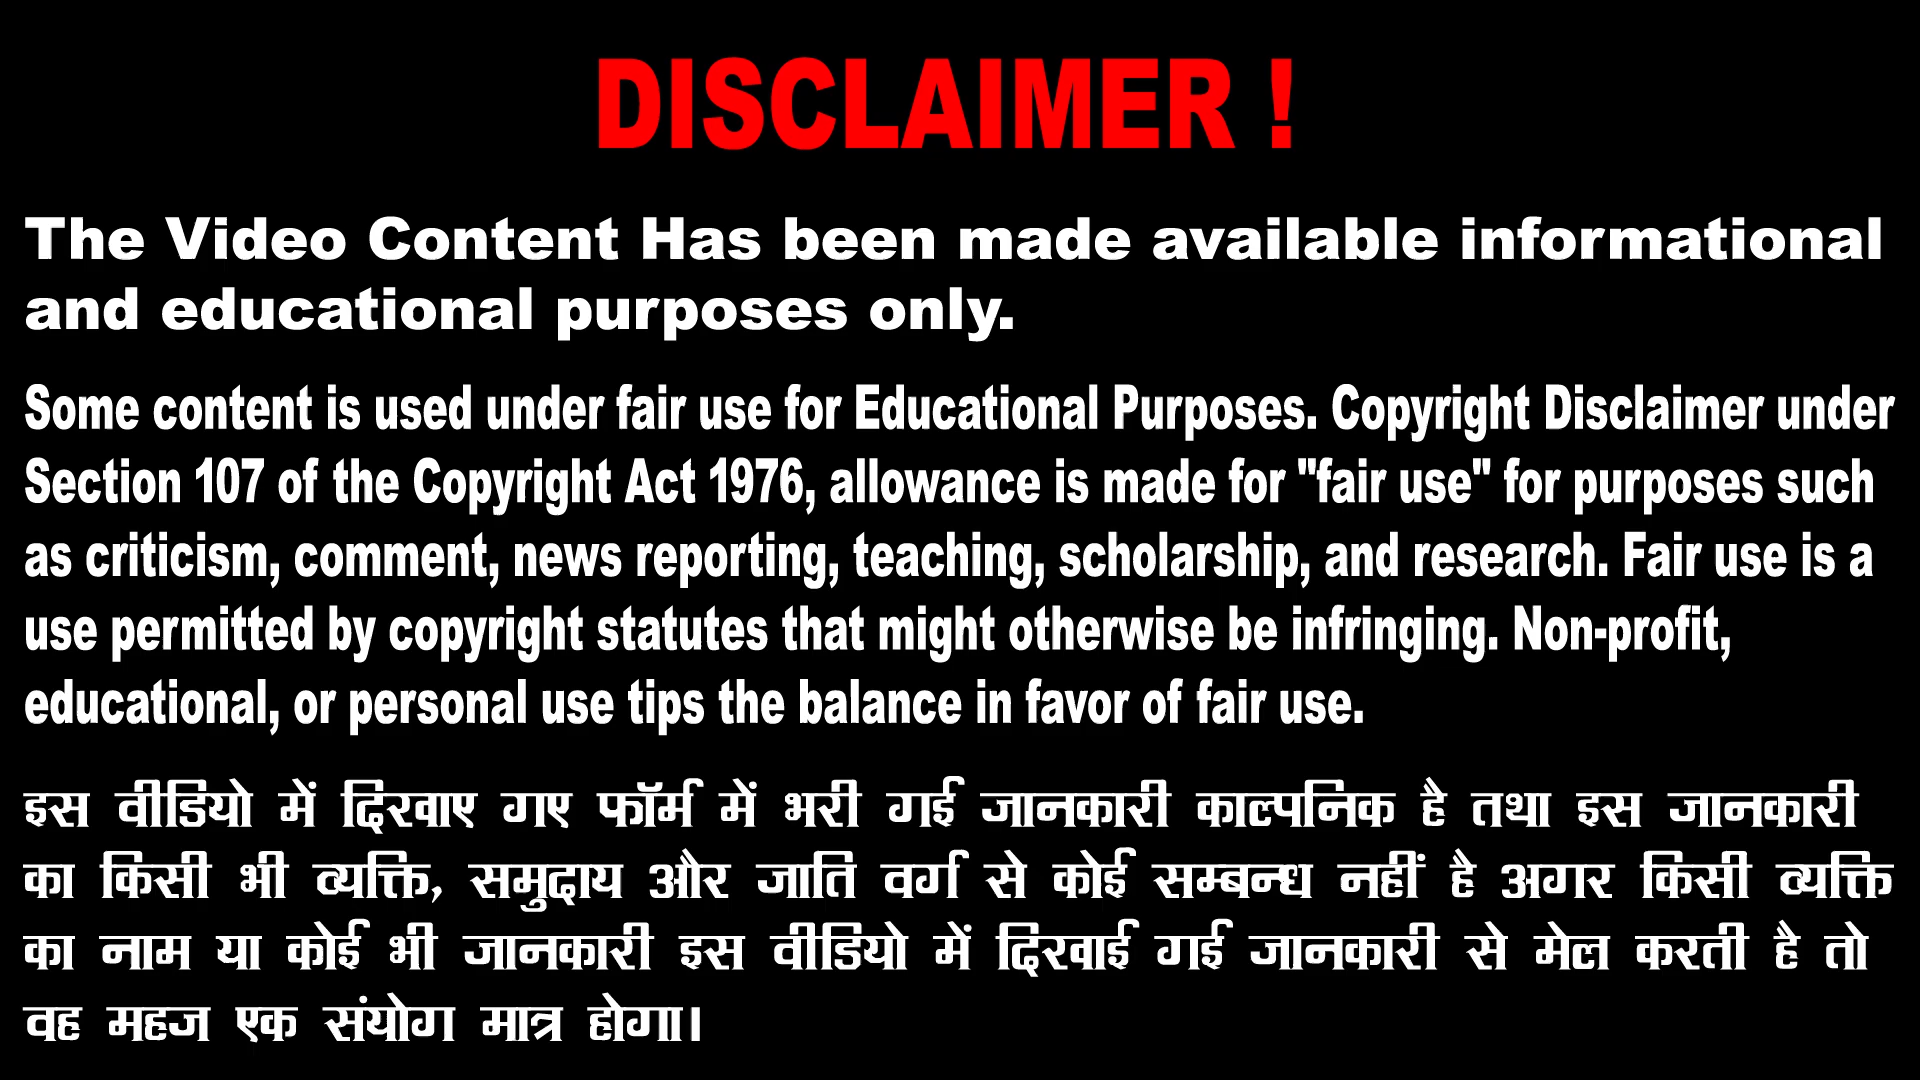 DISCLAIMER !
The Video Content Has been made available informational
and educational purposes only.
Some content is used under fair use for Educational Purposes. Copyright Disclaimer under
Section 107 of the Copyright Act 1976, allowance is made for "fair use" for purposes such
as criticism, comment, news reporting, teaching, scholarship, and research. Fair use is a
use permitted by copyright statutes that might otherwise be infringing. Non-profit,
educational, or personal use tips the balance in favor of fair use.
इस वीडियो में दिखाए गए फॉर्म में भरी गई जानकारी काल्पनिक है तथा इस जानकारी
का किसी भी व्यक्ति, समुदाय और जाति वर्ग से कोई सम्बन्ध नहीं है अगर किसी व्यक्ति
का नाम या कोई भी जानकारी इस वीडियो में दिखाई गई जानकारी से मेल करती है तो
वह महज एक संयोग मात्र होगा।